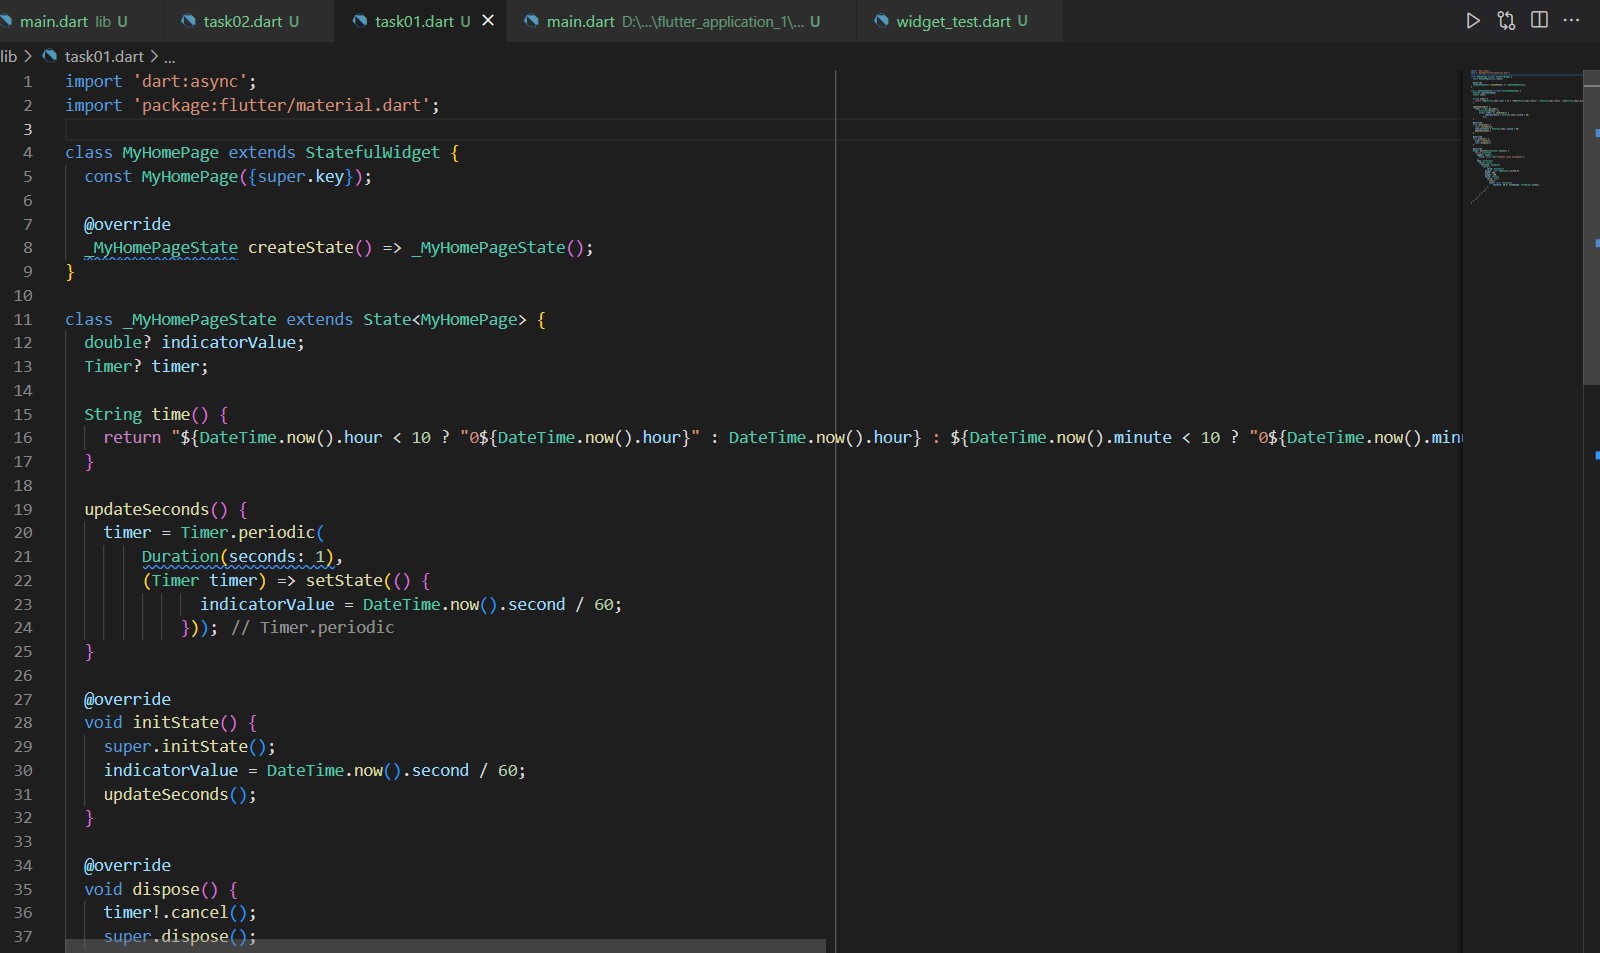 main.dart lib U task02.dart U task01.dart U main.dart D:\...\flutter_application_1\... U widget_test.dart U
lib > task01.dart > ...
1 import 'dart:async';
2 import 'package:flutter/material.dart';
3
4 class MyHomePage extends StatefulWidget {
5 const MyHomePage({super.key});
6
7 @override
8 _MyHomePageState createState() => _MyHomePageState();
9 }
10
11 class _MyHomePageState extends State<MyHomePage> {
12 double? indicatorValue;
13 Timer? timer;
14
15 String time() {
16 return "${DateTime.now().hour < 10 ? "0${DateTime.now().hour}" : DateTime.now().hour} : ${DateTime.now().minute < 10 ? "0${DateTime.now().min
17 }
18
19 updateSeconds() {
20 timer = Timer.periodic(
21 Duration(seconds: 1),
22 (Timer timer) => setState(() {
23 indicatorValue = DateTime.now().second / 60;
24 })); // Timer.periodic
25 }
26
27 @override
28 void initState() {
29 super.initState();
30 indicatorValue = DateTime.now().second / 60;
31 updateSeconds();
32 }
33
34 @override
35 void dispose() {
36 timer!.cancel();
37 super.dispose();